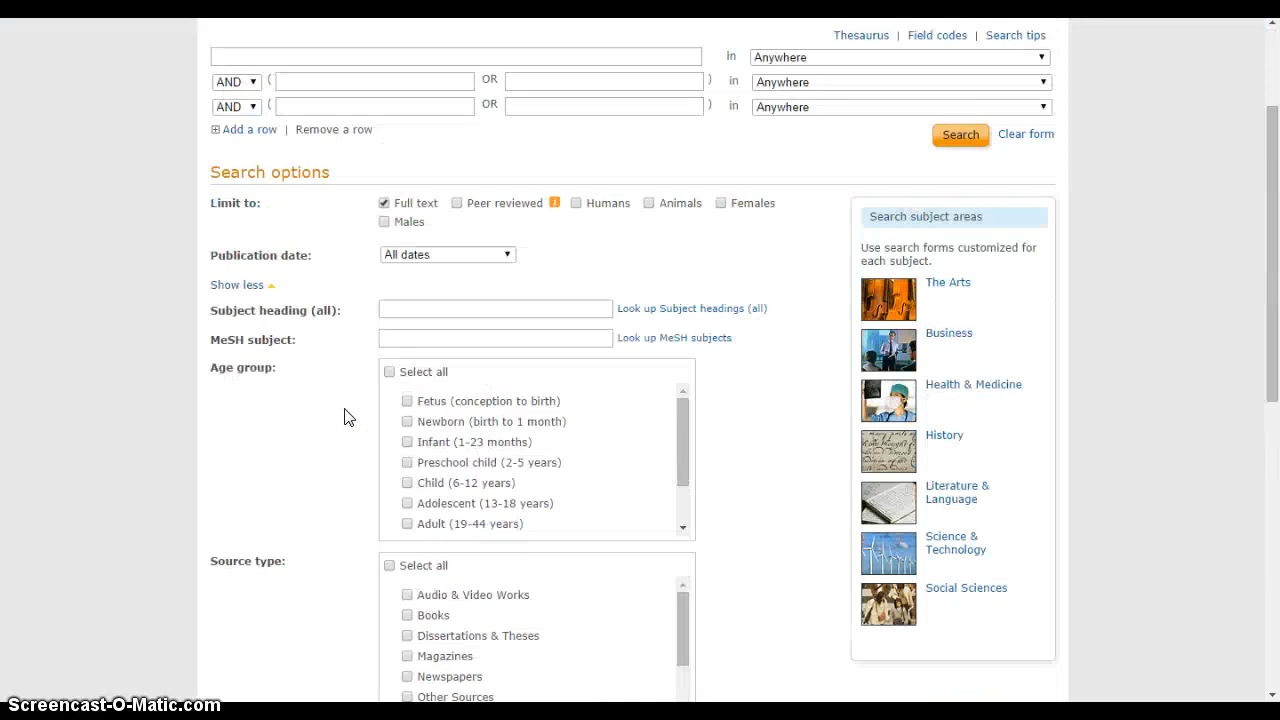 Thesaurus | Field codes | Search tips
in Anywhere
AND ( OR ) in Anywhere
AND ( OR ) in Anywhere
Add a row | Remove a row
Search Clear form
Search options
Limit to: Full text Peer reviewed i Humans Animals Females
Males
Publication date: All dates
Show less
Subject heading (all): Look up Subject headings (all)
MeSH subject: Look up MeSH subjects
Age group: Select all
Fetus (conception to birth)
Newborn (birth to 1 month)
Infant (1-23 months)
Preschool child (2-5 years)
Child (6-12 years)
Adolescent (13-18 years)
Adult (19-44 years)
Source type: Select all
Audio & Video Works
Books
Dissertations & Theses
Magazines
Newspapers
Other Sources
Search subject areas
Use search forms customized for
each subject.
The Arts
Business
Health & Medicine
History
Literature &
Language
Science &
Technology
Social Sciences
Screencast-O-Matic.com